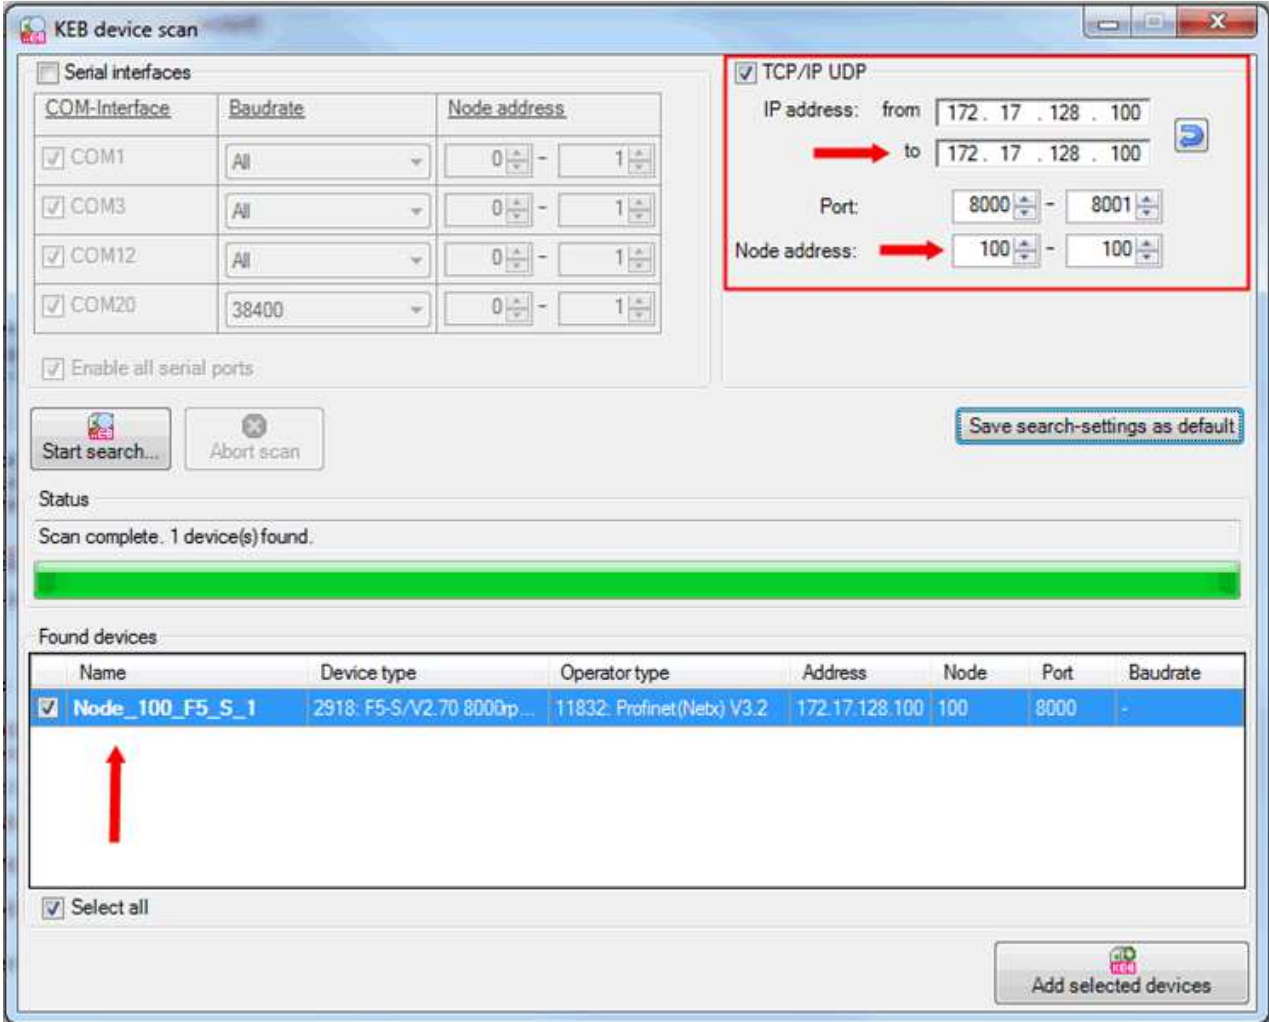 KEB device scan
Serial interfaces
COM-Interface Baudrate Node address
COM1 All 0 - 1
COM3 All 0 - 1
COM12 All 0 - 1
COM20 38400 0 - 1
Enable all serial ports
TCP/IP UDP
IP address: from 172 . 17 . 128 . 100
to 172 . 17 . 128 . 100
Port: 8000 - 8001
Node address: 100 - 100
Start search...
Abort scan
Save search-settings as default
Status
Scan complete. 1 device(s) found.
Found devices
Name Device type Operator type Address Node Port Baudrate
Node_100_F5_S_1 2918: F5-S/V2.70 8000rp... 11832: Profinet(Netx) V3.2 172.17.128.100 100 8000 -
Select all
KEB
Add selected devices